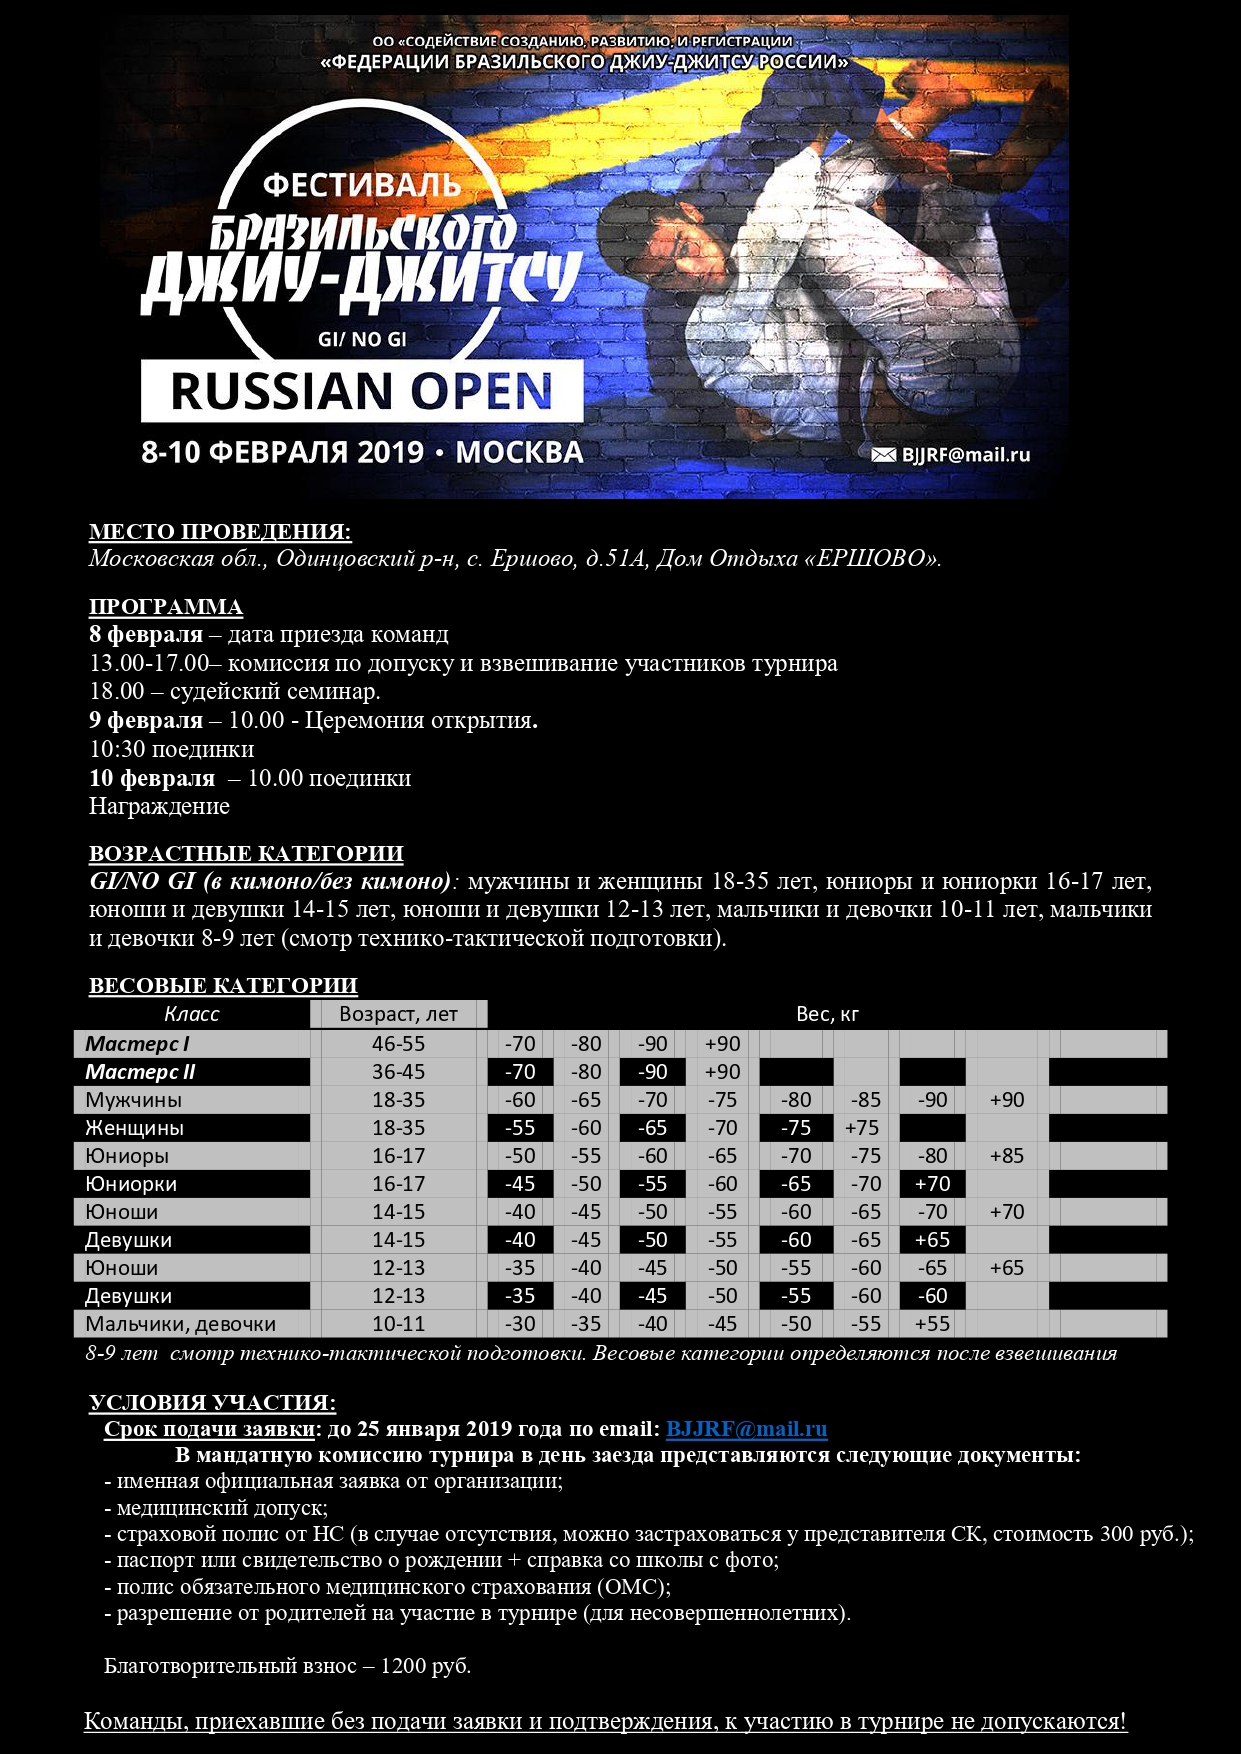 ОО «СОДЕЙСТВИЕ СОЗДАНИЮ, РАЗВИТИЮ, И РЕГИСТРАЦИИ
«ФЕДЕРАЦИИ БРАЗИЛЬСКОГО ДЖИУ-ДЖИТСУ РОССИИ»
ФЕСТИВАЛЬ
БРАЗИЛЬСКОГО
ДЖИУ-ДЖИТСУ
GI/ NO GI
RUSSIAN OPEN
8-10 ФЕВРАЛЯ 2019 • МОСКВА
BJJRF@mail.ru
МЕСТО ПРОВЕДЕНИЯ:
Московская обл., Одинцовский р-н, с. Ершово, д.51А, Дом Отдыха «ЕРШОВО».
ПРОГРАММА
8 февраля – дата приезда команд
13.00-17.00– комиссия по допуску и взвешивание участников турнира
18.00 – судейский семинар.
9 февраля – 10.00 - Церемония открытия.
10:30 поединки
10 февраля – 10.00 поединки
Награждение
ВОЗРАСТНЫЕ КАТЕГОРИИ
GI/NO GI (в кимоно/без кимоно): мужчины и женщины 18-35 лет, юниоры и юниорки 16-17 лет,
юноши и девушки 14-15 лет, юноши и девушки 12-13 лет, мальчики и девочки 10-11 лет, мальчики
и девочки 8-9 лет (смотр технико-тактической подготовки).
ВЕСОВЫЕ КАТЕГОРИИ
Класс Возраст, лет Вес, кг
Мастерс I 46-55 -70 -80 -90 +90
Мастерс II 36-45 -70 -80 -90 +90
Мужчины 18-35 -60 -65 -70 -75 -80 -85 -90 +90
Женщины 18-35 -55 -60 -65 -70 -75 +75
Юниоры 16-17 -50 -55 -60 -65 -70 -75 -80 +85
Юниорки 16-17 -45 -50 -55 -60 -65 -70 +70
Юноши 14-15 -40 -45 -50 -55 -60 -65 -70 +70
Девушки 14-15 -40 -45 -50 -55 -60 -65 +65
Юноши 12-13 -35 -40 -45 -50 -55 -60 -65 +65
Девушки 12-13 -35 -40 -45 -50 -55 -60 -60
Мальчики, девочки 10-11 -30 -35 -40 -45 -50 -55 +55
8-9 лет смотр технико-тактической подготовки. Весовые категории определяются после взвешивания
УСЛОВИЯ УЧАСТИЯ:
Срок подачи заявки: до 25 января 2019 года по email: BJJRF@mail.ru
В мандатную комиссию турнира в день заезда представляются следующие документы:
- именная официальная заявка от организации;
- медицинский допуск;
- страховой полис от НС (в случае отсутствия, можно застраховаться у представителя СК, стоимость 300 руб.);
- паспорт или свидетельство о рождении + справка со школы с фото;
- полис обязательного медицинского страхования (ОМС);
- разрешение от родителей на участие в турнире (для несовершеннолетних).
Благотворительный взнос – 1200 руб.
Команды, приехавшие без подачи заявки и подтверждения, к участию в турнире не допускаются!